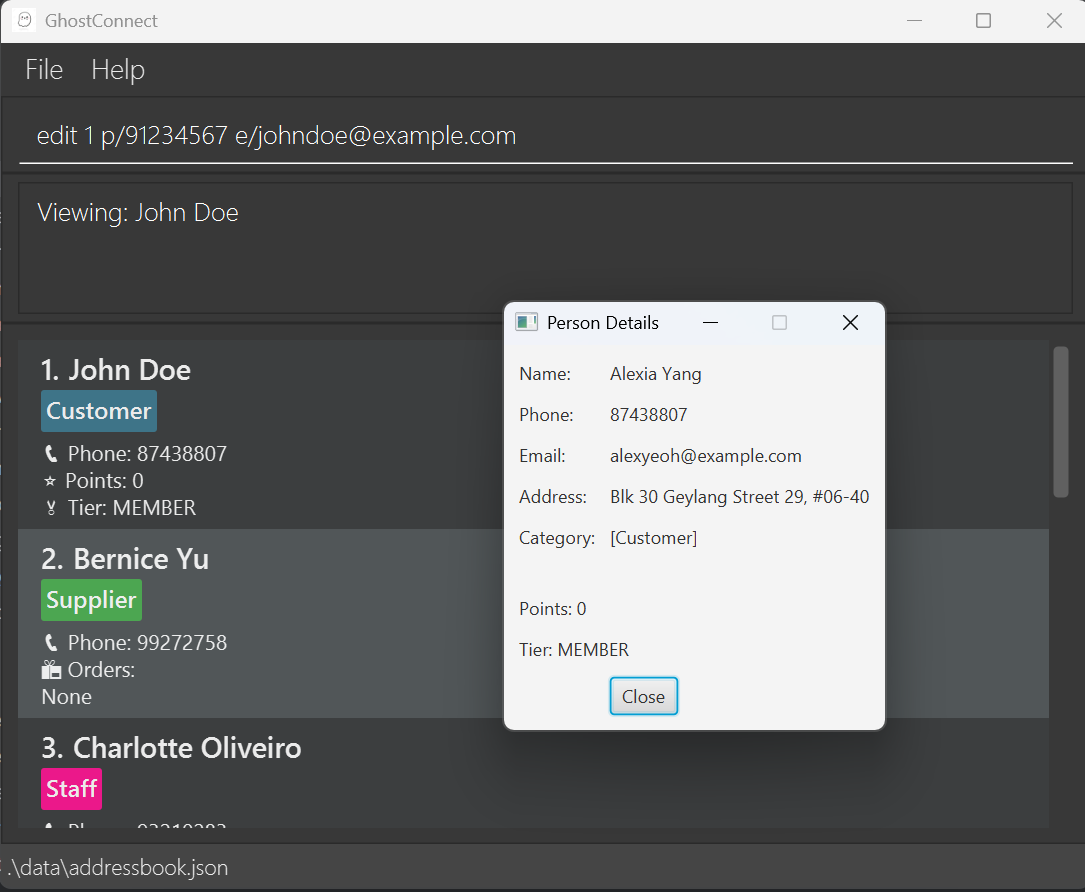 GhostConnect
File Help
edit 1 p/91234567 e/johndoe@example.com
Viewing: John Doe
1. John Doe
Customer
Phone: 87438807
Points: 0
Tier: MEMBER
2. Bernice Yu
Supplier
Phone: 99272758
Orders:
None
3. Charlotte Oliveiro
Staff
Person Details
Name: Alexia Yang
Phone: 87438807
Email: alexyeoh@example.com
Address: Blk 30 Geylang Street 29, #06-40
Category: [Customer]
Points: 0
Tier: MEMBER
Close
.\data\addressbook.json